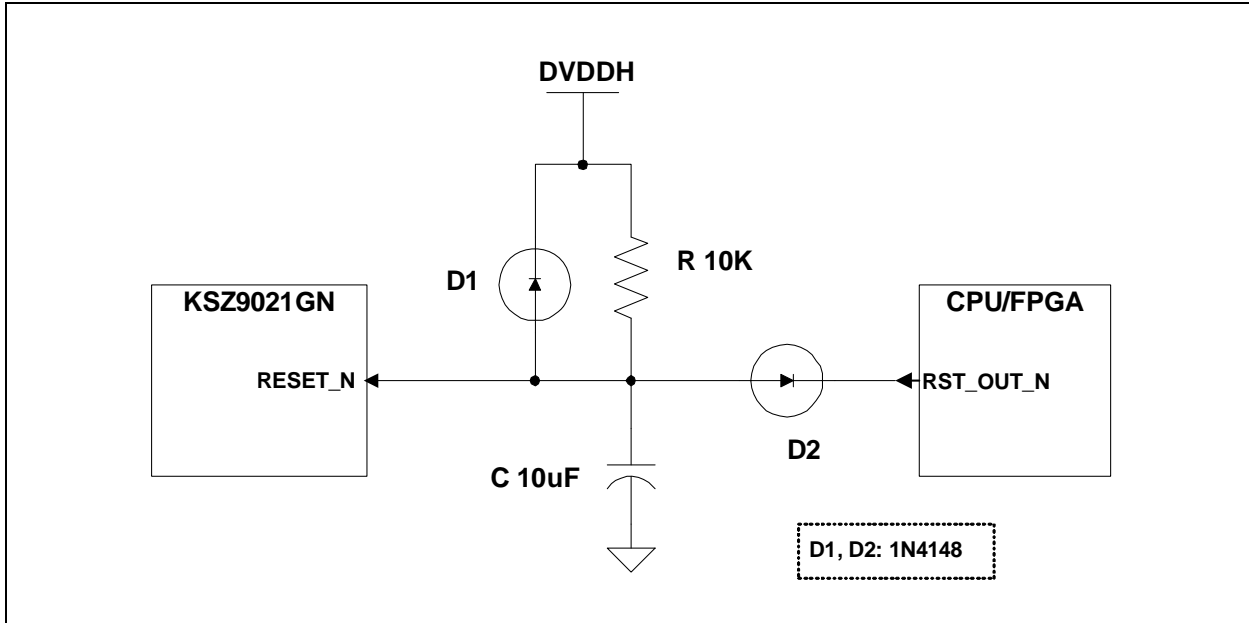 DVDDH
R 10K
D1
KSZ9021GN
CPU/FPGA
RESET_N
RST_OUT_N
D2
C 10uF
D1, D2: 1N4148